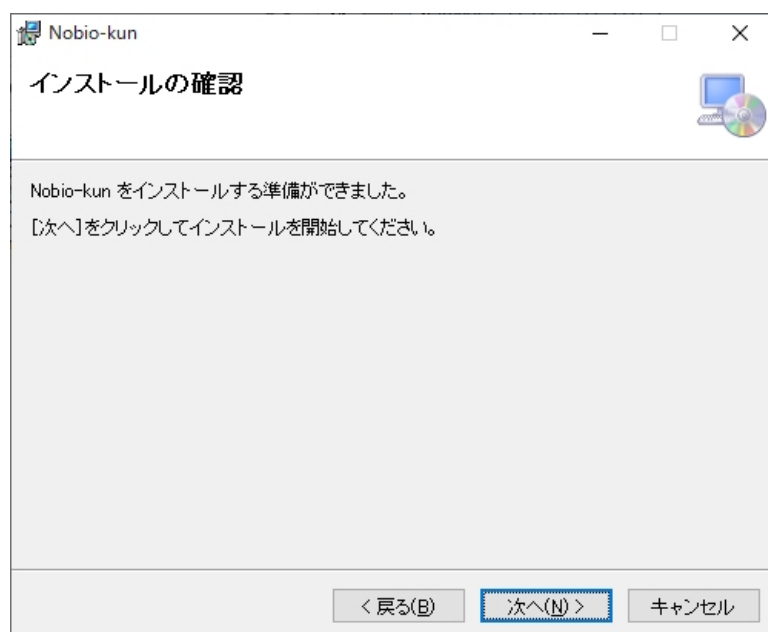 Nobio-kun
インストールの確認
Nobio-kun をインストールする準備ができました。
[次へ]をクリックしてインストールを開始してください。
< 戻る(B)
次へ(N) >
キャンセル